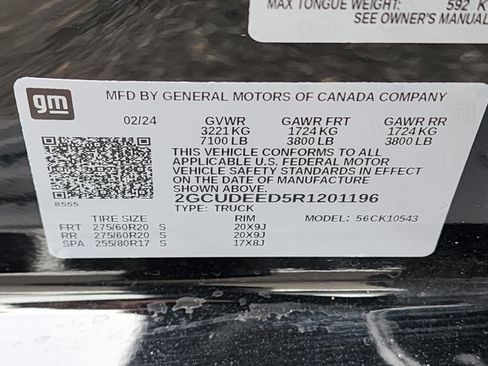 MAX TONGUE WEIGHT: 592 K
SEE OWNER'S MANUAL
gm
MFD BY GENERAL MOTORS OF CANADA COMPANY
02/24 GVWR GAWR FRT GAWR RR
3221 KG 1724 KG 1724 KG
7100 LB 3800 LB 3800 LB
THIS VEHICLE CONFORMS TO ALL
APPLICABLE U.S. FEDERAL MOTOR
VEHICLE SAFETY STANDARDS IN EFFECT
ON THE DATE OF MANUFACTURE
SHOWN ABOVE.
2GCUDEED5R1201196
8555
TYPE: TRUCK
TIRE SIZE RIM MODEL: 56CK10543
FRT 275/60R20 S 20X9J
RR 275/60R20 S 20X9J
SPA 255/80R17 S 17X8J